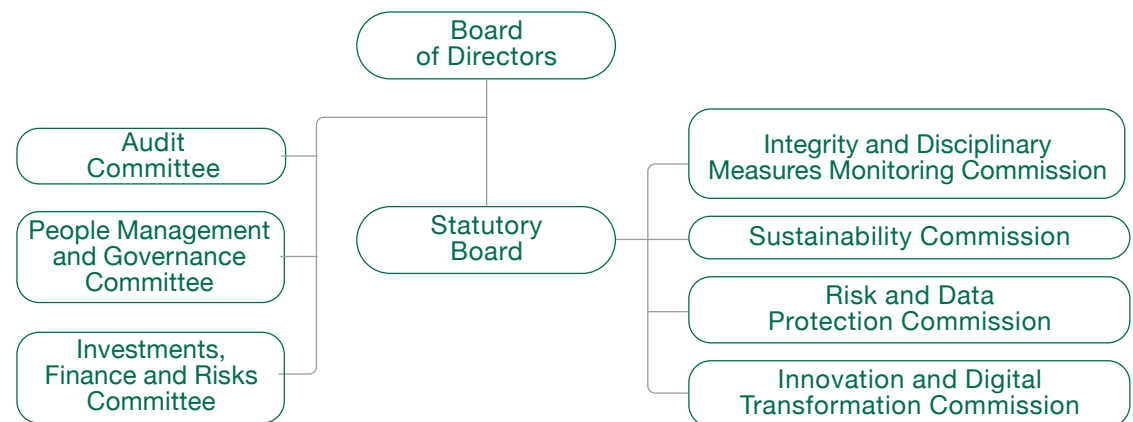 Board
of Directors
Audit
Committee
People Management
and Governance
Committee
Investments,
Finance and Risks
Committee
Statutory
Board
Integrity and Disciplinary
Measures Monitoring Commission
Sustainability Commission
Risk and Data
Protection Commission
Innovation and Digital
Transformation Commission